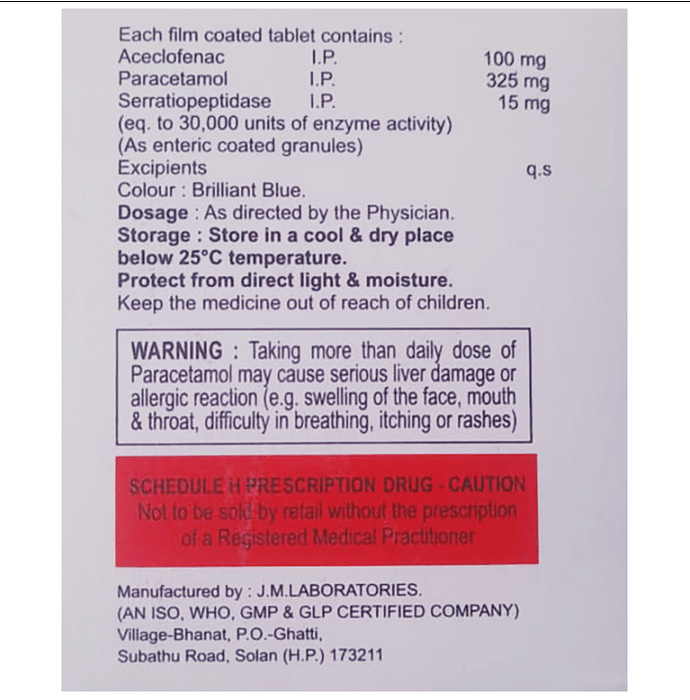 Each film coated tablet contains :
Aceclofenac I.P. 100 mg
Paracetamol I.P. 325 mg
Serratiopeptidase I.P. 15 mg
(eq. to 30,000 units of enzyme activity)
(As enteric coated granules)
Excipients q.s
Colour : Brilliant Blue.
Dosage : As directed by the Physician.
Storage : Store in a cool & dry place
below 25°C temperature.
Protect from direct light & moisture.
Keep the medicine out of reach of children.
WARNING : Taking more than daily dose of
Paracetamol may cause serious liver damage or
allergic reaction (e.g. swelling of the face, mouth
& throat, difficulty in breathing, itching or rashes)
SCHEDULE H PRESCRIPTION DRUG - CAUTION
Not to be sold by retail without the prescription
of a Registered Medical Practitioner
Manufactured by : J.M.LABORATORIES.
(AN ISO, WHO, GMP & GLP CERTIFIED COMPANY)
Village-Bhanat, P.O.-Ghatti,
Subathu Road, Solan (H.P.) 173211